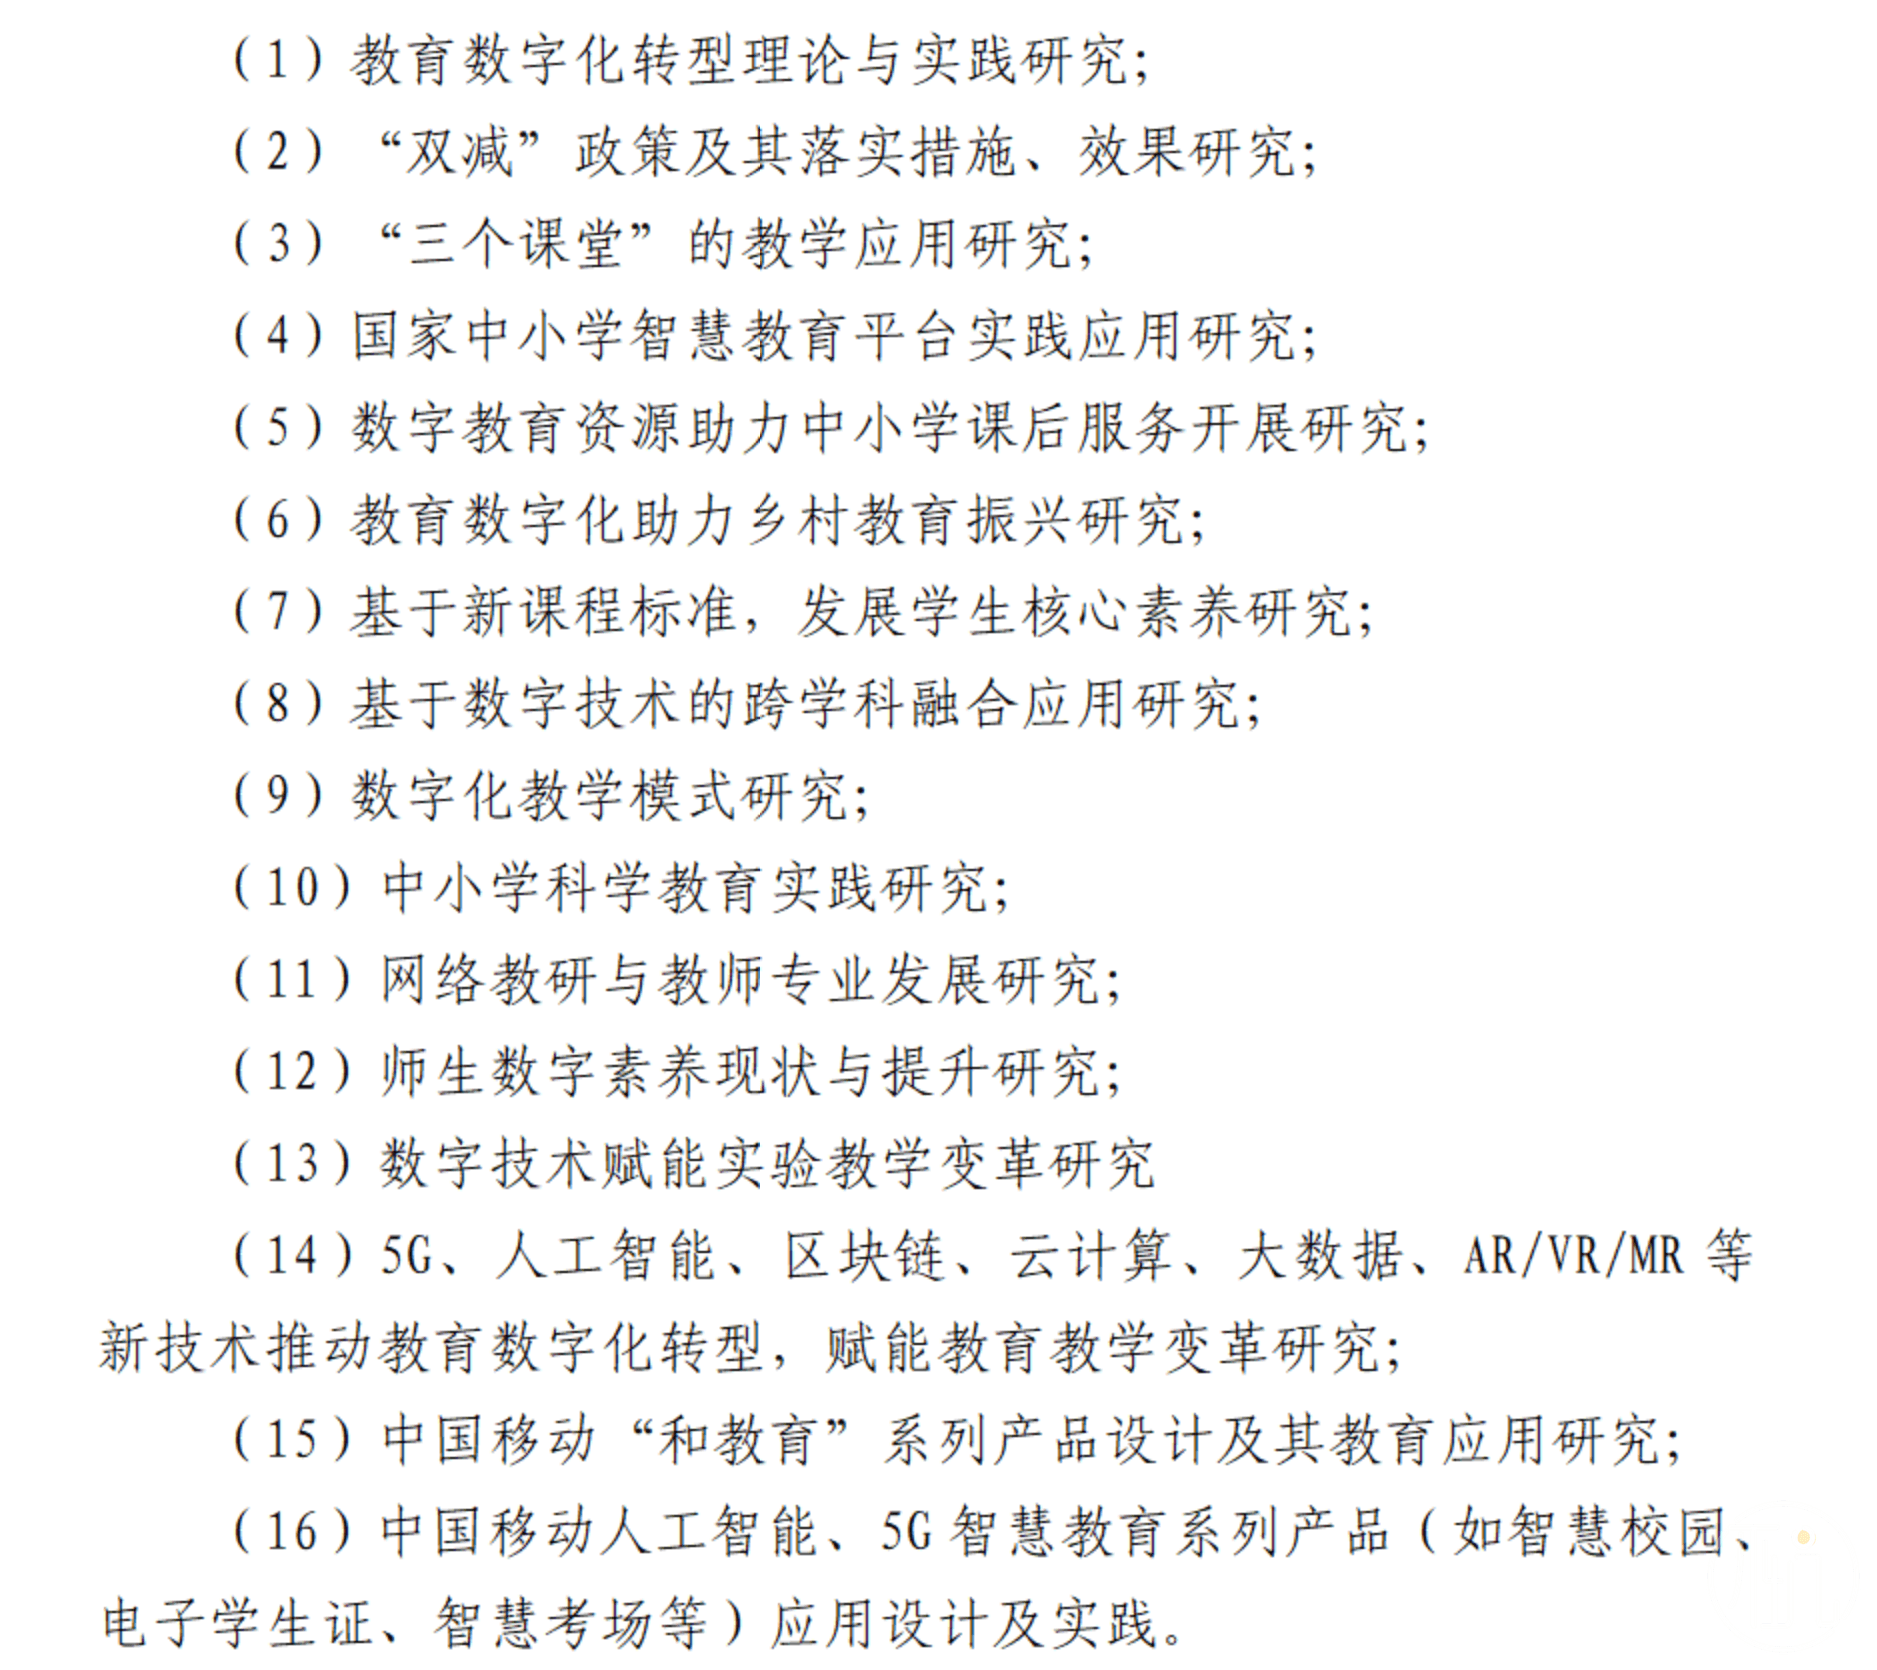 （1）教育数字化转型理论与实践研究；
（2）“双减”政策及其落实措施、效果研究；
（3）“三个课堂”的教学应用研究；
（4）国家中小学智慧教育平台实践应用研究；
（5）数字教育资源助力中小学课后服务开展研究；
（6）教育数字化助力乡村教育振兴研究；
（7）基于新课程标准，发展学生核心素养研究；
（8）基于数字技术的跨学科融合应用研究；
（9）数字化教学模式研究；
（10）中小学科学教育实践研究；
（11）网络教研与教师专业发展研究；
（12）师生数字素养现状与提升研究；
（13）数字技术赋能实验教学变革研究
（14）5G、人工智能、区块链、云计算、大数据、AR/VR/MR 等
新技术推动教育数字化转型，赋能教育教学变革研究；
（15）中国移动“和教育”系列产品设计及其教育应用研究；
（16）中国移动人工智能、5G 智慧教育系列产品（如智慧校园、
电子学生证、智慧考场等）应用设计及实践。